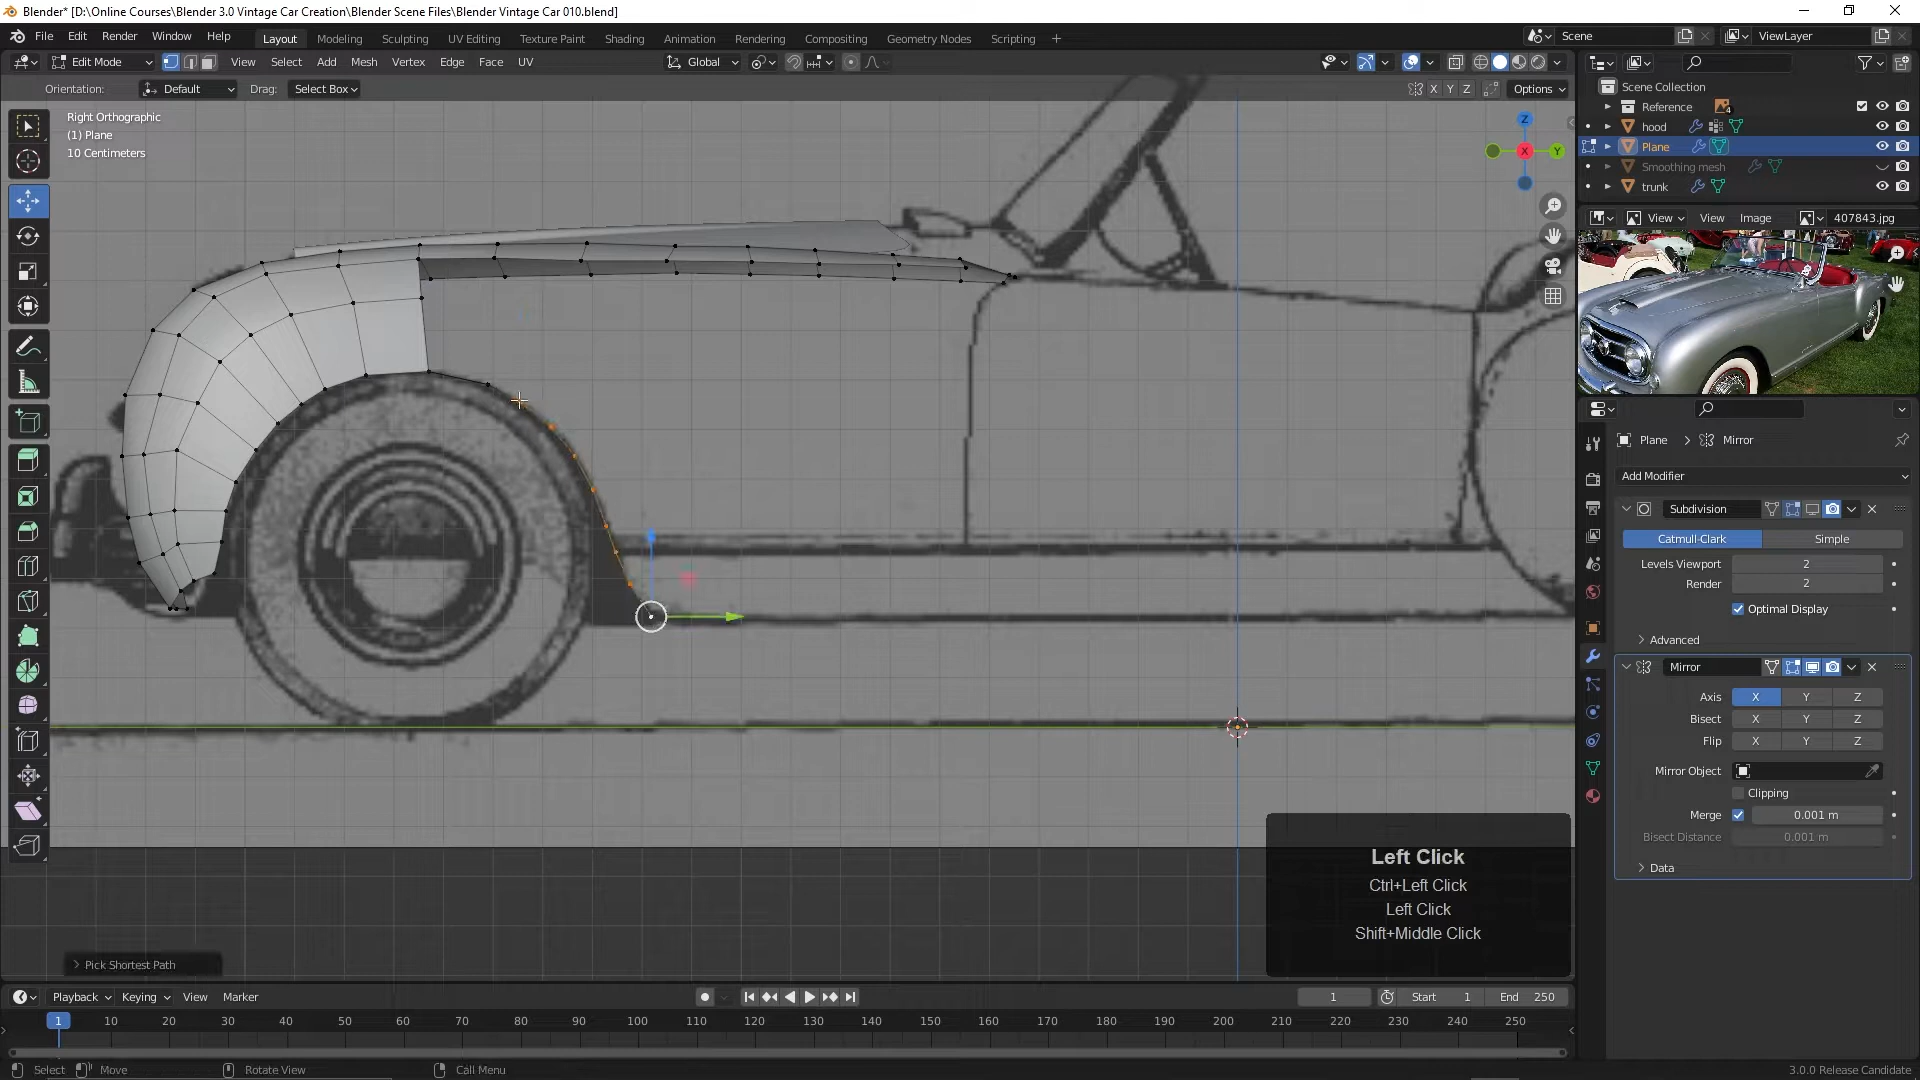 Blender* [D:\Online Courses\Blender 3.0 Vintage Car Creation\Blender Scene Files\Blender Vintage Car 010.blend]
File Edit Render Window Help Layout Modeling Sculpting UV Editing Texture Paint Shading Animation Rendering Compositing Geometry Nodes Scripting + Scene ViewLayer
Edit Mode View Select Add Mesh Vertex Edge Face UV Global
Orientation: Default Drag: Select Box X Y Z Options
Right Orthographic
(1) Plane
10 Centimeters
Z
X
Y
Scene Collection
Reference
4
hood
Plane
Smoothing mesh
trunk
View View Image 407843.jpg
Plane > Mirror
Add Modifier
Subdivision
Catmull-Clark Simple
Levels Viewport 2
Render 2
Optimal Display
Advanced
Mirror
Axis X Y Z
Bisect X Y Z
Flip X Y Z
Mirror Object
Clipping
Merge 0.001 m
Bisect Distance 0.001 m
Data
Left Click
Ctrl+Left Click
Left Click
Shift+Middle Click
Pick Shortest Path
Playback Keying View Marker 1 Start 1 End 250
1 10 20 30 40 50 60 70 80 90 100 110 120 130 140 150 160 170 180 190 200 210 220 230 240 250
Select Move Rotate View Call Menu 3.0.0 Release Candidate